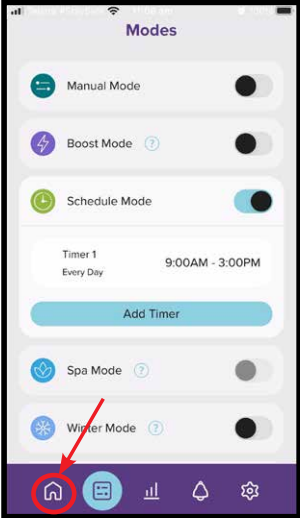 Modes
Manual Mode
Boost Mode ?
Schedule Mode
Timer 1
Every Day
9:00AM - 3:00PM
Add Timer
Spa Mode ?
Winter Mode ?